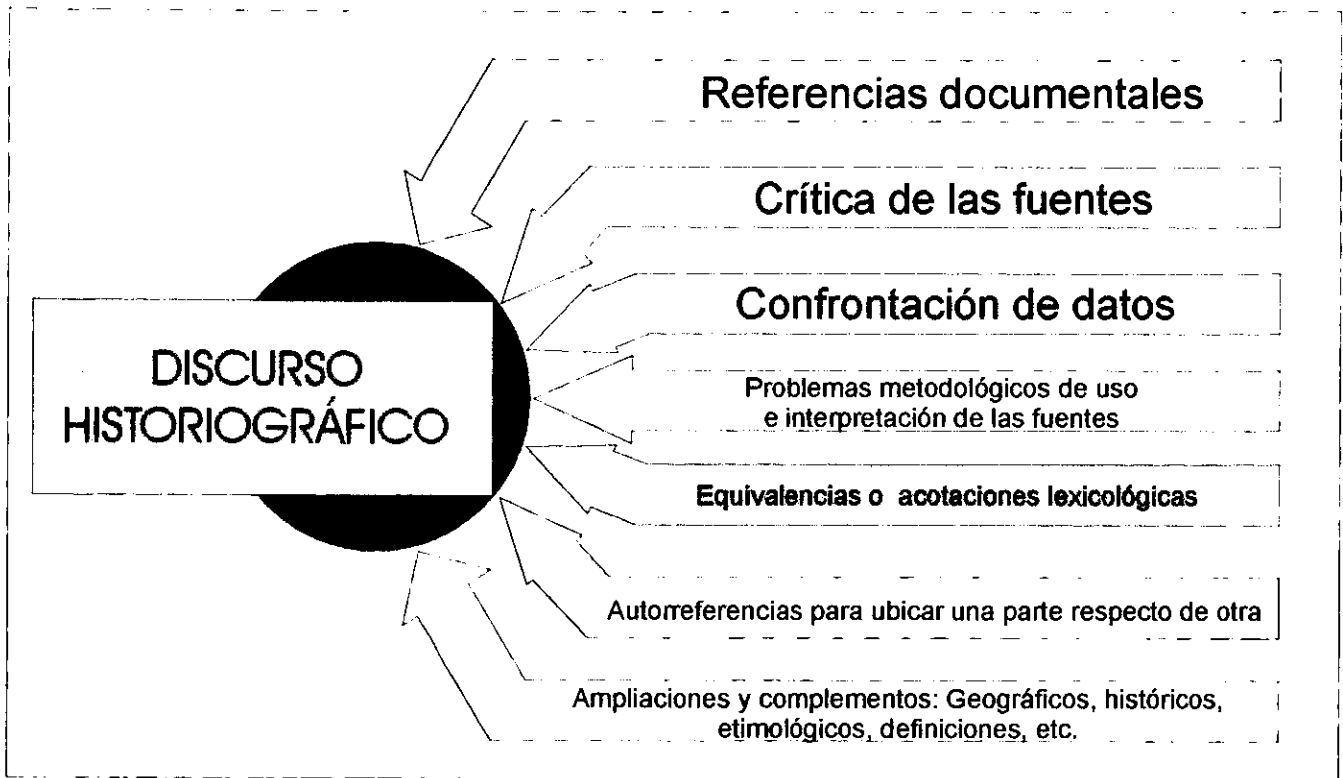 Referencias documentales
Crítica de las fuentes
Confrontación de datos
DISCURSO
HISTORIOGRÁFICO
Problemas metodológicos de uso
e interpretación de las fuentes
Equivalencias o acotaciones lexicológicas
Autorreferencias para ubicar una parte respecto de otra
Ampliaciones y complementos: Geográficos, históricos,
etimológicos, definiciones, etc.